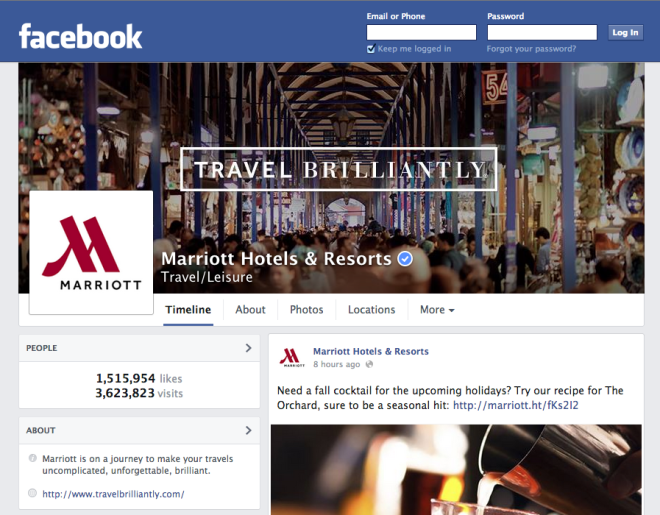 facebook
Email or Phone
Password
Log In
Keep me logged in
Forgot your password?
54
TRAVEL BRILLIANTLY
MARRIOTT
Marriott Hotels & Resorts
Travel/Leisure
Timeline
About
Photos
Locations
More
PEOPLE
1,515,954 likes
3,623,823 visits
ABOUT
Marriott is on a journey to make your travels
uncomplicated, unforgettable, brilliant.
http://www.travelbrilliantly.com/
MARRIOTT
Marriott Hotels & Resorts
8 hours ago
Need a fall cocktail for the upcoming holidays? Try our recipe for The
Orchard, sure to be a seasonal hit: http://marriott.ht/fKs2I2